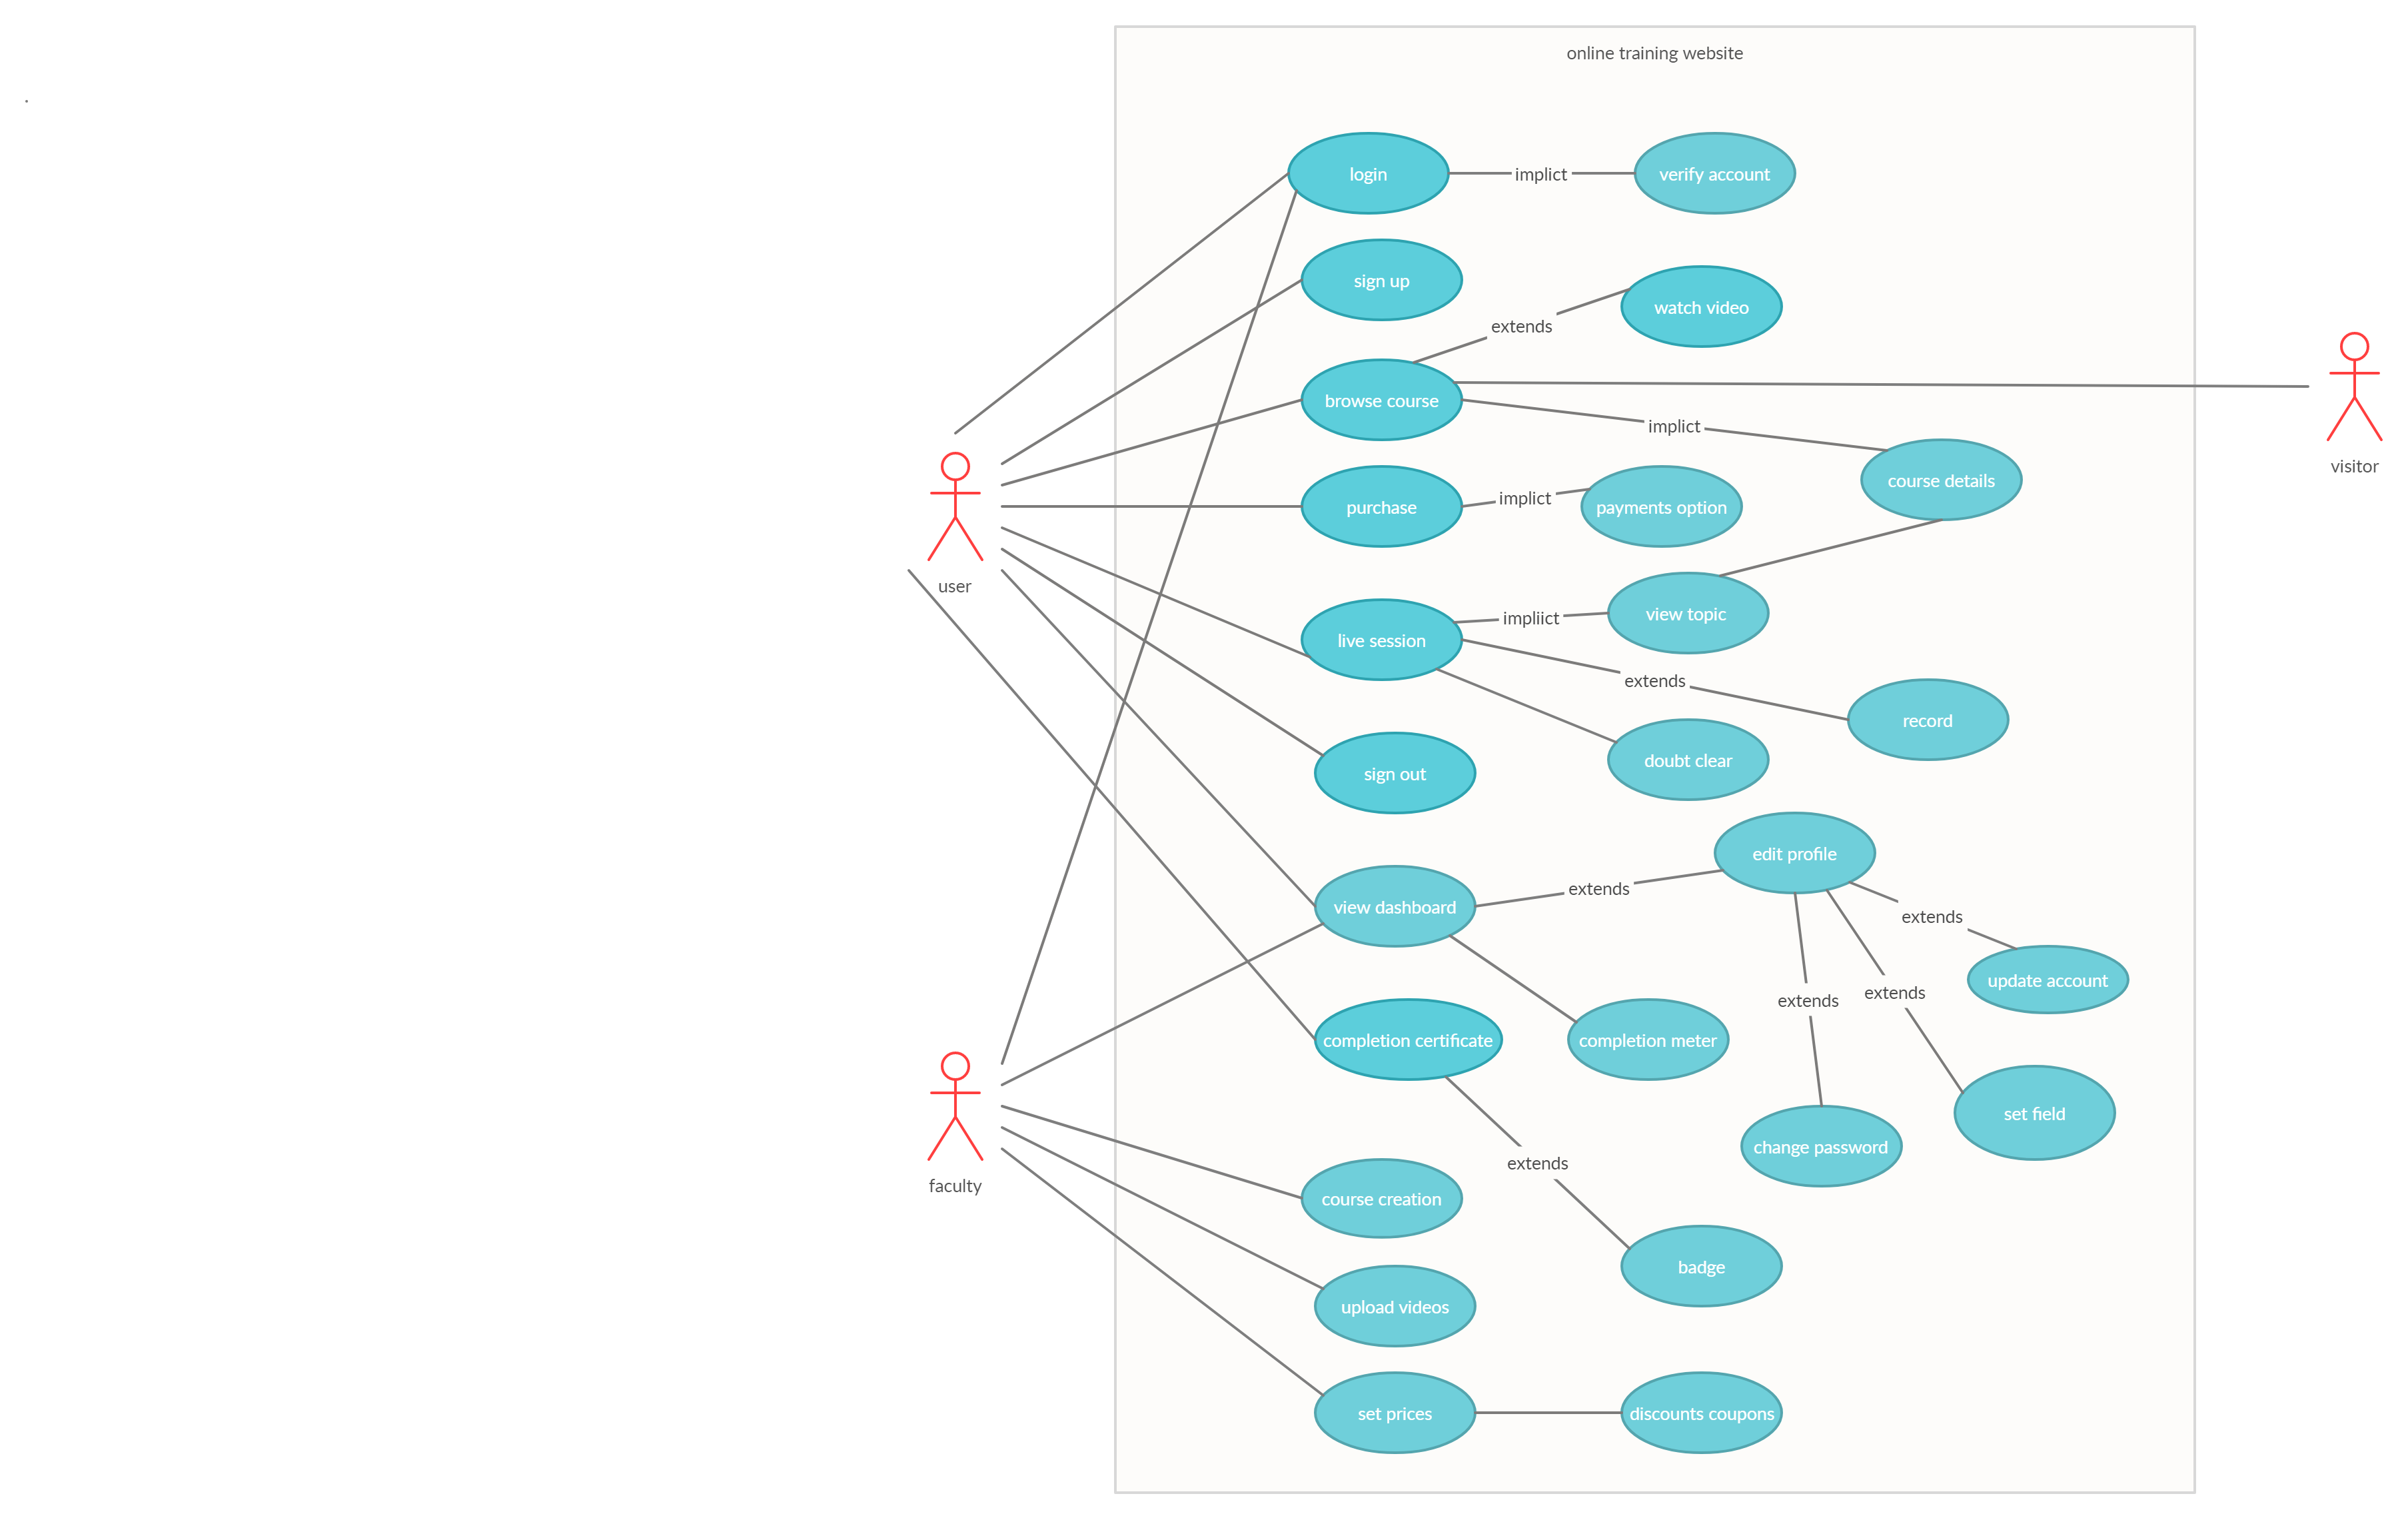 online training website
.
login
implict
verify account
sign up
watch video
extends
browse course
implict
visitor
course details
purchase
implict
payments option
user
live session
impliict
view topic
extends
record
doubt clear
sign out
edit profile
view dashboard
extends
extends
update account
extends
extends
completion certificate
completion meter
set field
change password
faculty
course creation
extends
badge
upload videos
set prices
discounts coupons